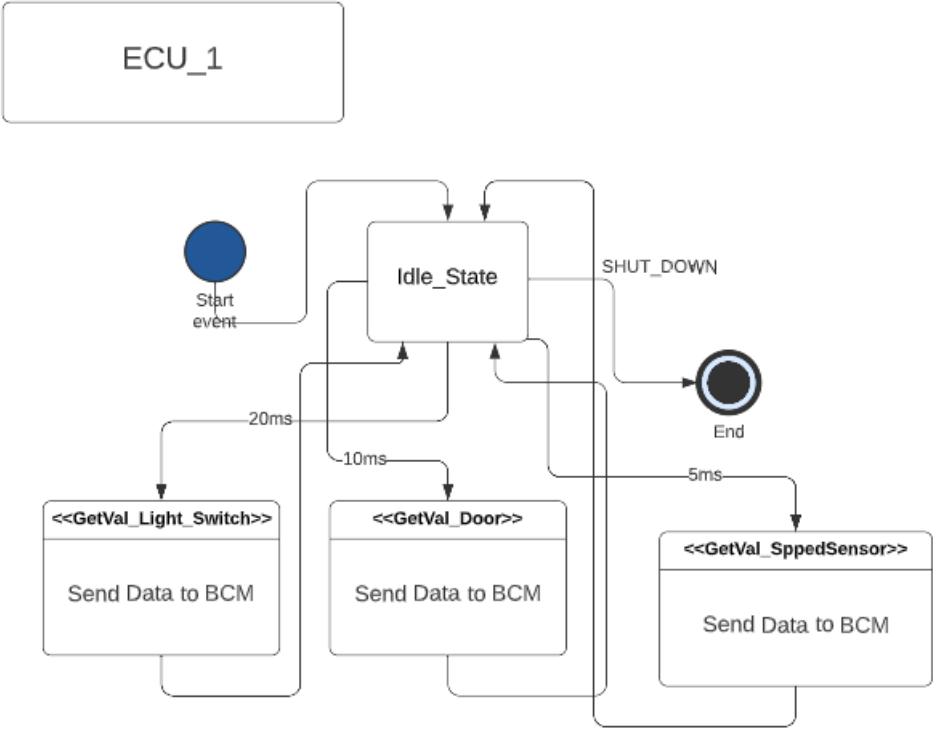 ECU_1
Start
event
Idle_State
SHUT_DOWN
End
20ms
10ms
5ms
<<GetVal_Light_Switch>>
Send Data to BCM
<<GetVal_Door>>
Send Data to BCM
<<GetVal_SppedSensor>>
Send Data to BCM